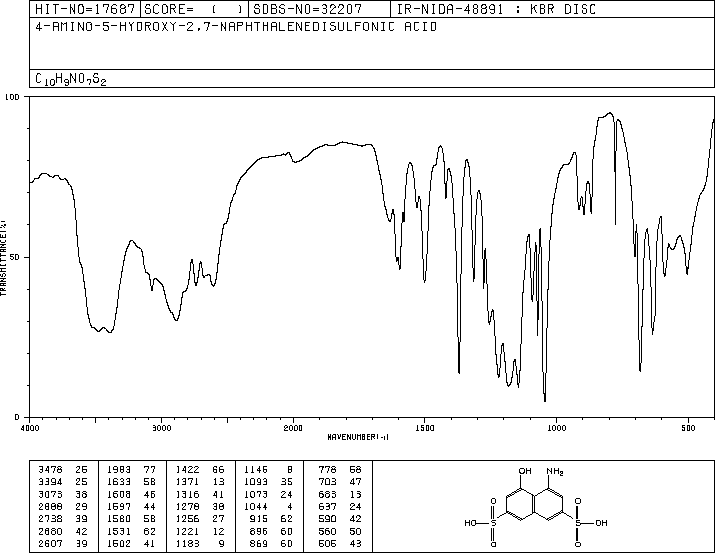 HIT-NO=17687 SCORE= ( ) SDBS-NO=32207 IR-NIDA-48891 : KBR DISC
4-AMINO-5-HYDROXY-2,7-NAPHTHALENEDISULFONIC ACID
C10H9NO7S2
100
TRANSMITTANCE(%)
50
0
4000 3000 2000 1500 1000 500
WAVENUMBER(-1)
3478 26 1983 77 1422 66 1146 8 778 58
3394 25 1633 58 1371 13 1093 35 703 47
3073 38 1608 46 1316 41 1073 24 683 13
2888 29 1597 44 1278 38 1044 4 637 24
2738 39 1580 58 1256 27 915 62 590 42
2680 42 1531 62 1221 12 896 60 560 50
2607 39 1502 41 1183 9 869 60 505 43
OH NH2
O O
HO-S S-OH
O O